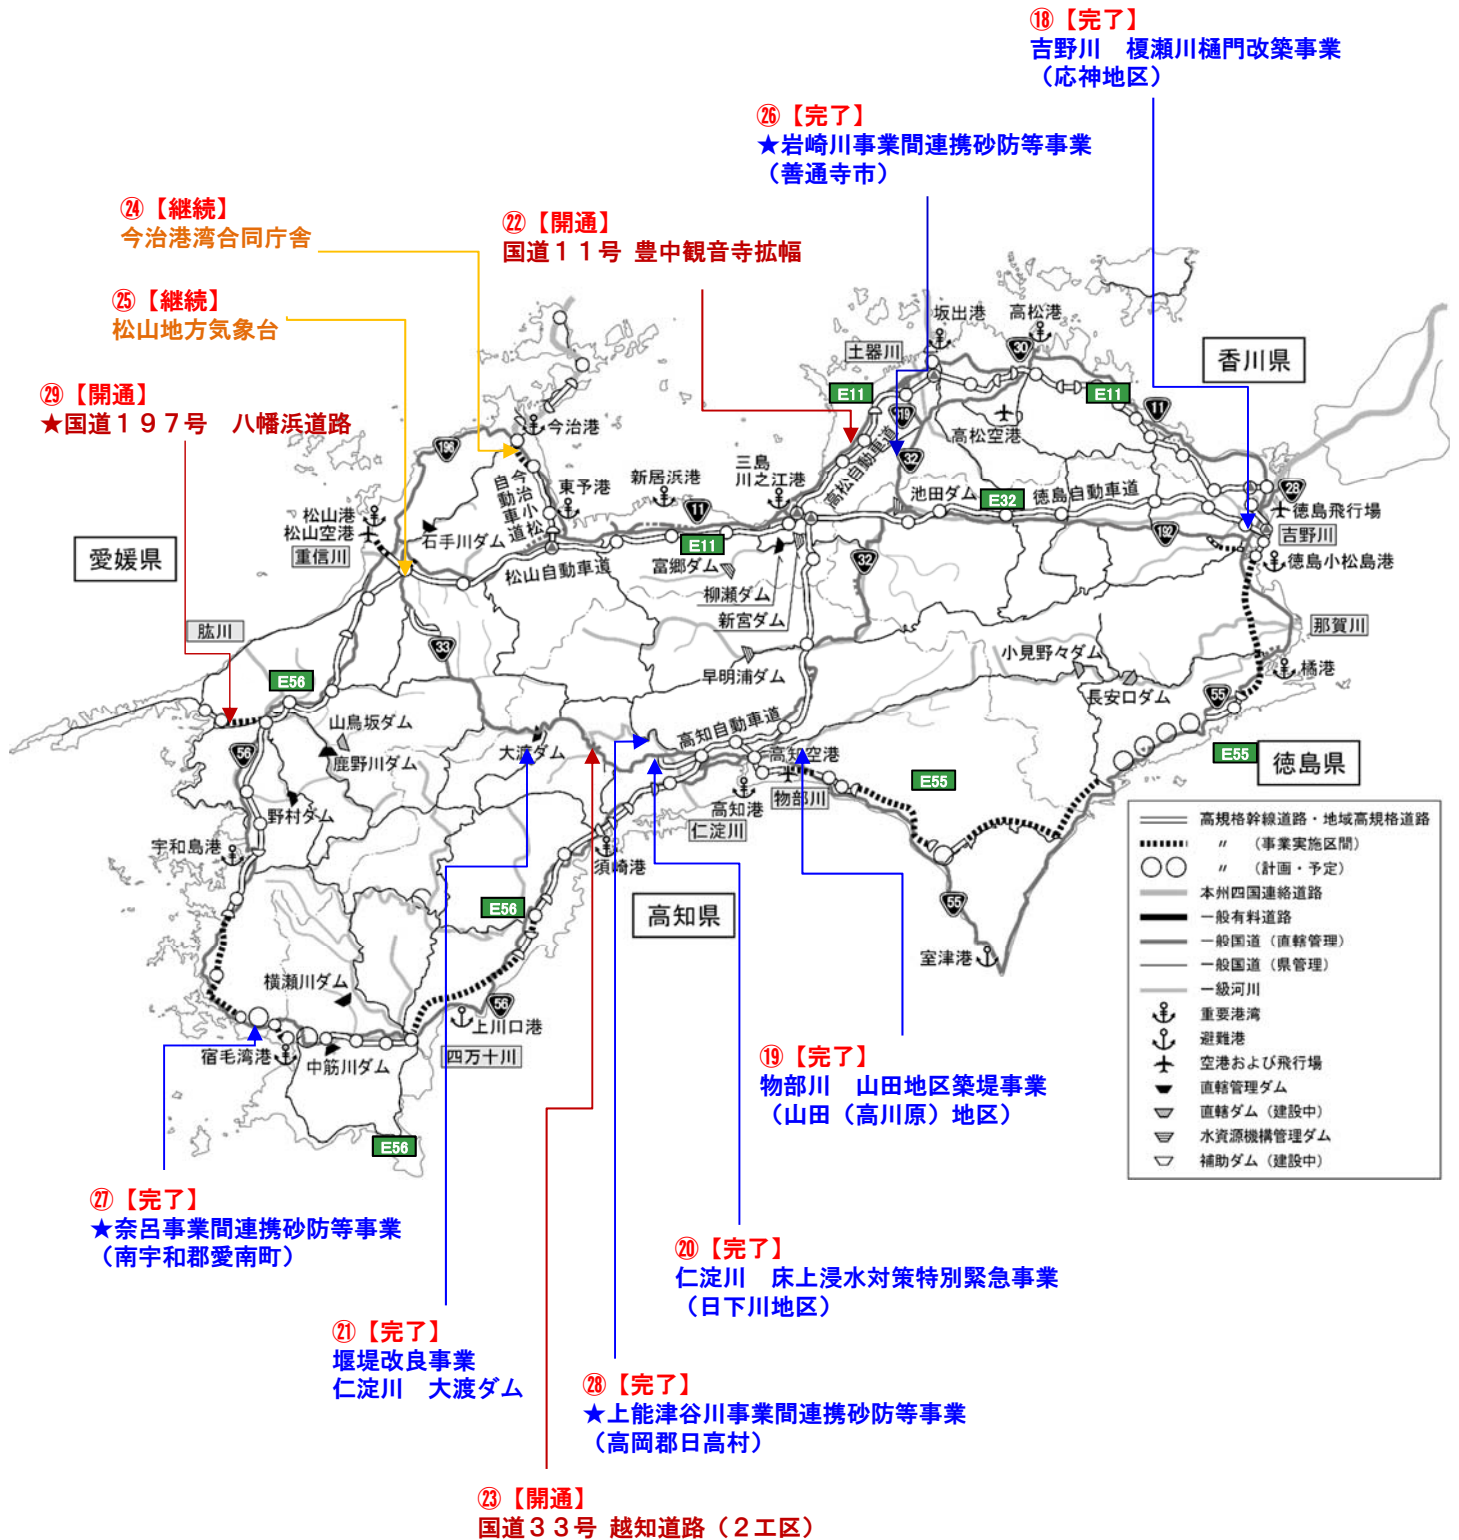 ⑱【完了】
吉野川　榎瀬川樋門改築事業
（応神地区）
㉖【完了】
★岩崎川事業間連携砂防等事業
（善通寺市）
㉔【継続】
今治港湾合同庁舎
㉒【開通】
国道１１号 豊中観音寺拡幅
㉕【継続】
松山地方気象台
㉙【開通】
★国道１９７号　八幡浜道路
坂出港
高松港
土器川
30
香川県
E11
E11
319
11
高松空港
高松自動車道
32
今治港
196
今治小松自動車道
東予港
新居浜港
三島
川之江港
11
池田ダム
E32
徳島自動車道
28
徳島飛行場
吉野川
192
徳島小松島港
松山港
松山空港
重信川
石手川ダム
愛媛県
松山自動車道
E11
富郷ダム
柳瀬ダム
新宮ダム
32
肱川
33
那賀川
小見野々ダム
早明浦ダム
長安口ダム
橘港
55
E56
山鳥坂ダム
鹿野川ダム
56
大渡ダム
高知自動車道
高知空港
E55
E55
徳島県
野村ダム
高知港
物部川
仁淀川
宇和島港
須崎港
E56
高知県
55
室津港
横瀬川ダム
56
上川口港
宿毛湾港
中筋川ダム
四万十川
E56
高規格幹線道路・地域高規格道路
〃　（事業実施区間）
〃　（計画・予定）
本州四国連絡道路
一般有料道路
一般国道（直轄管理）
一般国道（県管理）
一級河川
重要港湾
避難港
空港および飛行場
直轄管理ダム
直轄ダム（建設中）
水資源機構管理ダム
補助ダム（建設中）
⑲【完了】
物部川　山田地区築堤事業
（山田（高川原）地区）
㉗【完了】
★奈呂事業間連携砂防等事業
（南宇和郡愛南町）
⑳【完了】
仁淀川　床上浸水対策特別緊急事業
（日下川地区）
㉑【完了】
堰堤改良事業
仁淀川　大渡ダム
㉘【完了】
★上能津谷川事業間連携砂防等事業
（高岡郡日高村）
㉓【開通】
国道３３号 越知道路（２工区）